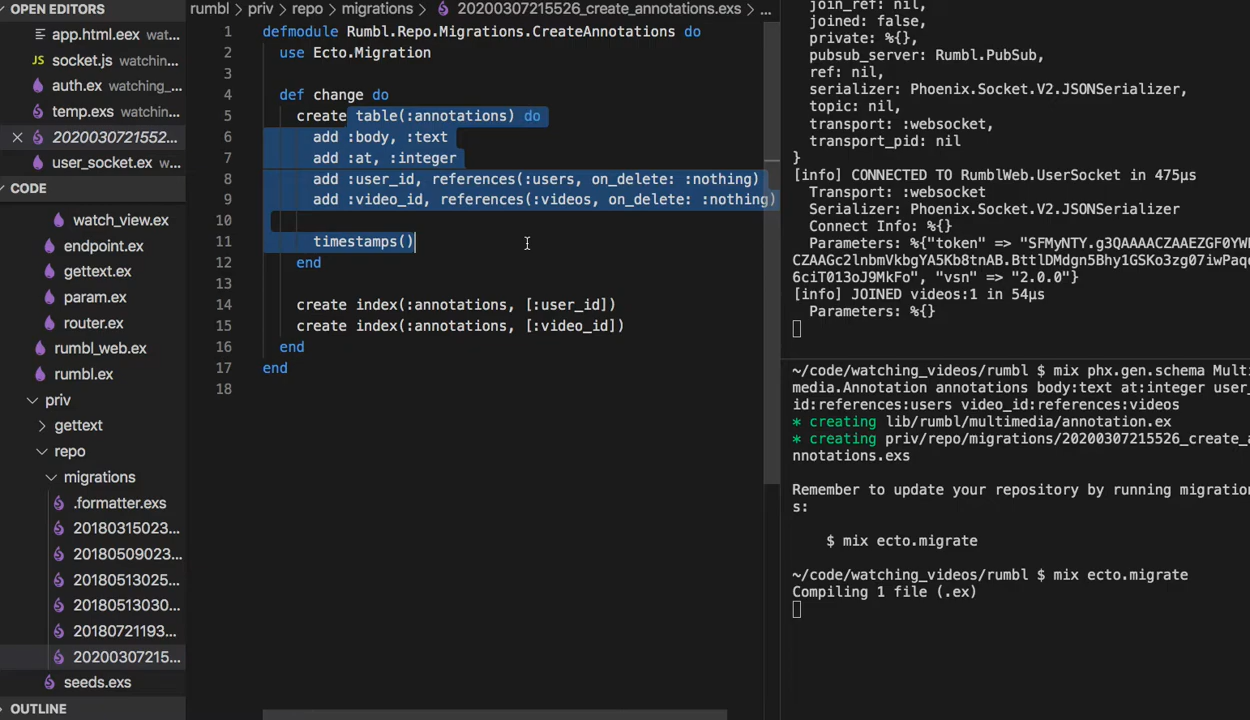 OPEN EDITORS
app.html.eex wat...
JS socket.js watchin...
auth.ex watching_...
temp.exs watchin...
2020030721552...
user_socket.ex w...
CODE
watch_view.ex
endpoint.ex
gettext.ex
param.ex
router.ex
rumbl_web.ex
rumbl.ex
priv
gettext
repo
migrations
.formatter.exs
20180315023...
20180509023...
20180513025...
20180513030...
20180721193...
20200307215...
seeds.exs
OUTLINE
rumbl > priv > repo > migrations > 20200307215526_create_annotations.exs > ...
1 defmodule Rumbl.Repo.Migrations.CreateAnnotations do
2 use Ecto.Migration
3
4 def change do
5 create table(:annotations) do
6 add :body, :text
7 add :at, :integer
8 add :user_id, references(:users, on_delete: :nothing)
9 add :video_id, references(:videos, on_delete: :nothing)
10
11 timestamps()
12 end
13
14 create index(:annotations, [:user_id])
15 create index(:annotations, [:video_id])
16 end
17 end
18
join_ref: nil,
joined: false,
private: %{},
pubsub_server: Rumbl.PubSub,
ref: nil,
serializer: Phoenix.Socket.V2.JSONSerializer,
topic: nil,
transport: :websocket,
transport_pid: nil
}
[info] CONNECTED TO RumblWeb.UserSocket in 475µs
Transport: :websocket
Serializer: Phoenix.Socket.V2.JSONSerializer
Connect Info: %{}
Parameters: %{"token" => "SFMyNTY.g3QAAAACZAAEZGF0YW
CZAAGc2lnbmVkbgYA5Kb8tnAB.BttlDMdgn5Bhy1GSKo3zg07iwPaq
6ciT013oJ9MkFo", "vsn" => "2.0.0"}
[info] JOINED videos:1 in 54µs
Parameters: %{}
~/code/watching_videos/rumbl $ mix phx.gen.schema Mult
media.Annotation annotations body:text at:integer user_
id:references:users video_id:references:videos
* creating lib/rumbl/multimedia/annotation.ex
* creating priv/repo/migrations/20200307215526_create_a
nnotations.exs
Remember to update your repository by running migration
s:
$ mix ecto.migrate
~/code/watching_videos/rumbl $ mix ecto.migrate
Compiling 1 file (.ex)